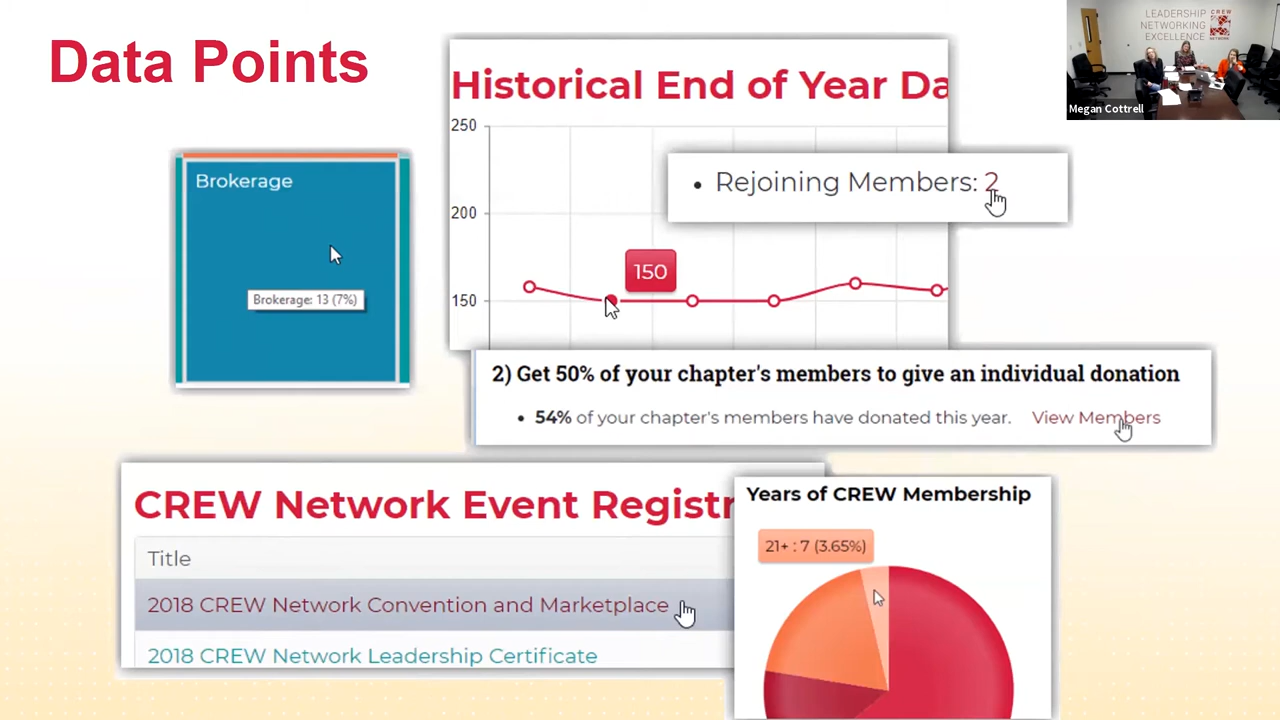 Data Points
LEADERSHIP
NETWORKING
EXCELLENCE
CREW
NETWORK
Megan Cottrell
Historical End of Year Da
250
200
150
150
• Rejoining Members: 2
Brokerage
Brokerage: 13 (7%)
2) Get 50% of your chapter's members to give an individual donation
• 54% of your chapter's members have donated this year. View Members
CREW Network Event Registr
Title
2018 CREW Network Convention and Marketplace
2018 CREW Network Leadership Certificate
Years of CREW Membership
21+ : 7 (3.65%)